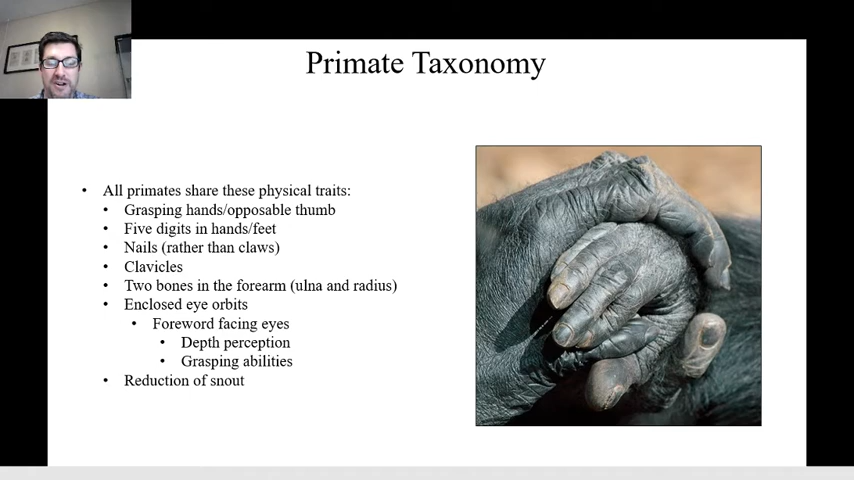 Primate Taxonomy
• All primates share these physical traits:
• Grasping hands/opposable thumb
• Five digits in hands/feet
• Nails (rather than claws)
• Clavicles
• Two bones in the forearm (ulna and radius)
• Enclosed eye orbits
• Foreword facing eyes
• Depth perception
• Grasping abilities
• Reduction of snout